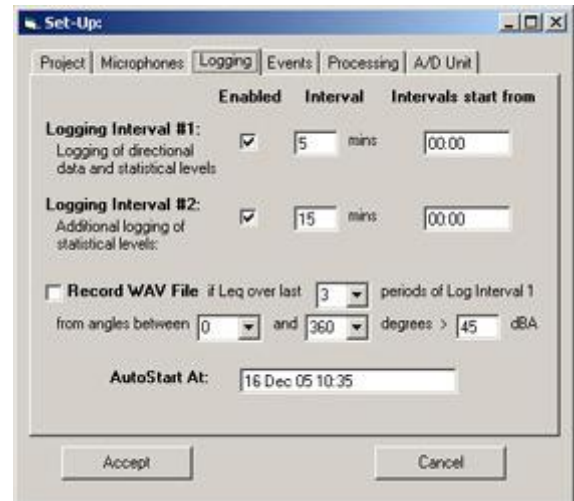 Set-Up:
Project Microphones Logging Events Processing A/D Unit
Enabled Interval Intervals start from
Logging Interval #1:
Logging of directional
data and statistical levels
5 mins 00:00
Logging Interval #2:
Additional logging of
statistical levels:
15 mins 00:00
Record WAV File if Leq over last 3 periods of Log Interval 1
from angles between 0 and 360 degrees > 45 dBA
AutoStart At: 16 Dec 05 10:35
Accept Cancel